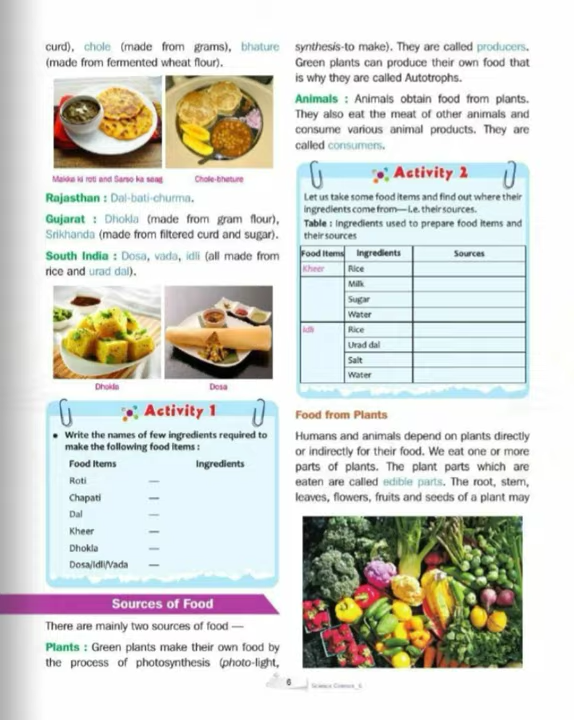 curd), chole (made from grams), bhature
(made from fermented wheat flour).
Makka ki roti and Sarso ka saag
Chole-bhature
Rajasthan : Dal-bati-churma.
Gujarat : Dhokla (made from gram flour),
Srikhanda (made from filtered curd and sugar).
South India : Dosa, vada, idli (all made from
rice and urad dal).
Dhokla
Dosa
Activity 1
• Write the names of few ingredients required to
make the following food items :
Food Items Ingredients
Roti —
Chapati —
Dal —
Kheer —
Dhokla —
Dosa/Idli/Vada —
Sources of Food
There are mainly two sources of food —
Plants : Green plants make their own food by
the process of photosynthesis (photo-light,
synthesis-to make). They are called producers.
Green plants can produce their own food that
is why they are called Autotrophs.
Animals : Animals obtain food from plants.
They also eat the meat of other animals and
consume various animal products. They are
called consumers.
Activity 2
Let us take some food items and find out where their
ingredients come from—i.e. their sources.
Table : Ingredients used to prepare food items and
their sources
Food Items Ingredients Sources
Kheer Rice
Milk
Sugar
Water
Idli Rice
Urad dal
Salt
Water
Food from Plants
Humans and animals depend on plants directly
or indirectly for their food. We eat one or more
parts of plants. The plant parts which are
eaten are called edible parts. The root, stem,
leaves, flowers, fruits and seeds of a plant may
6